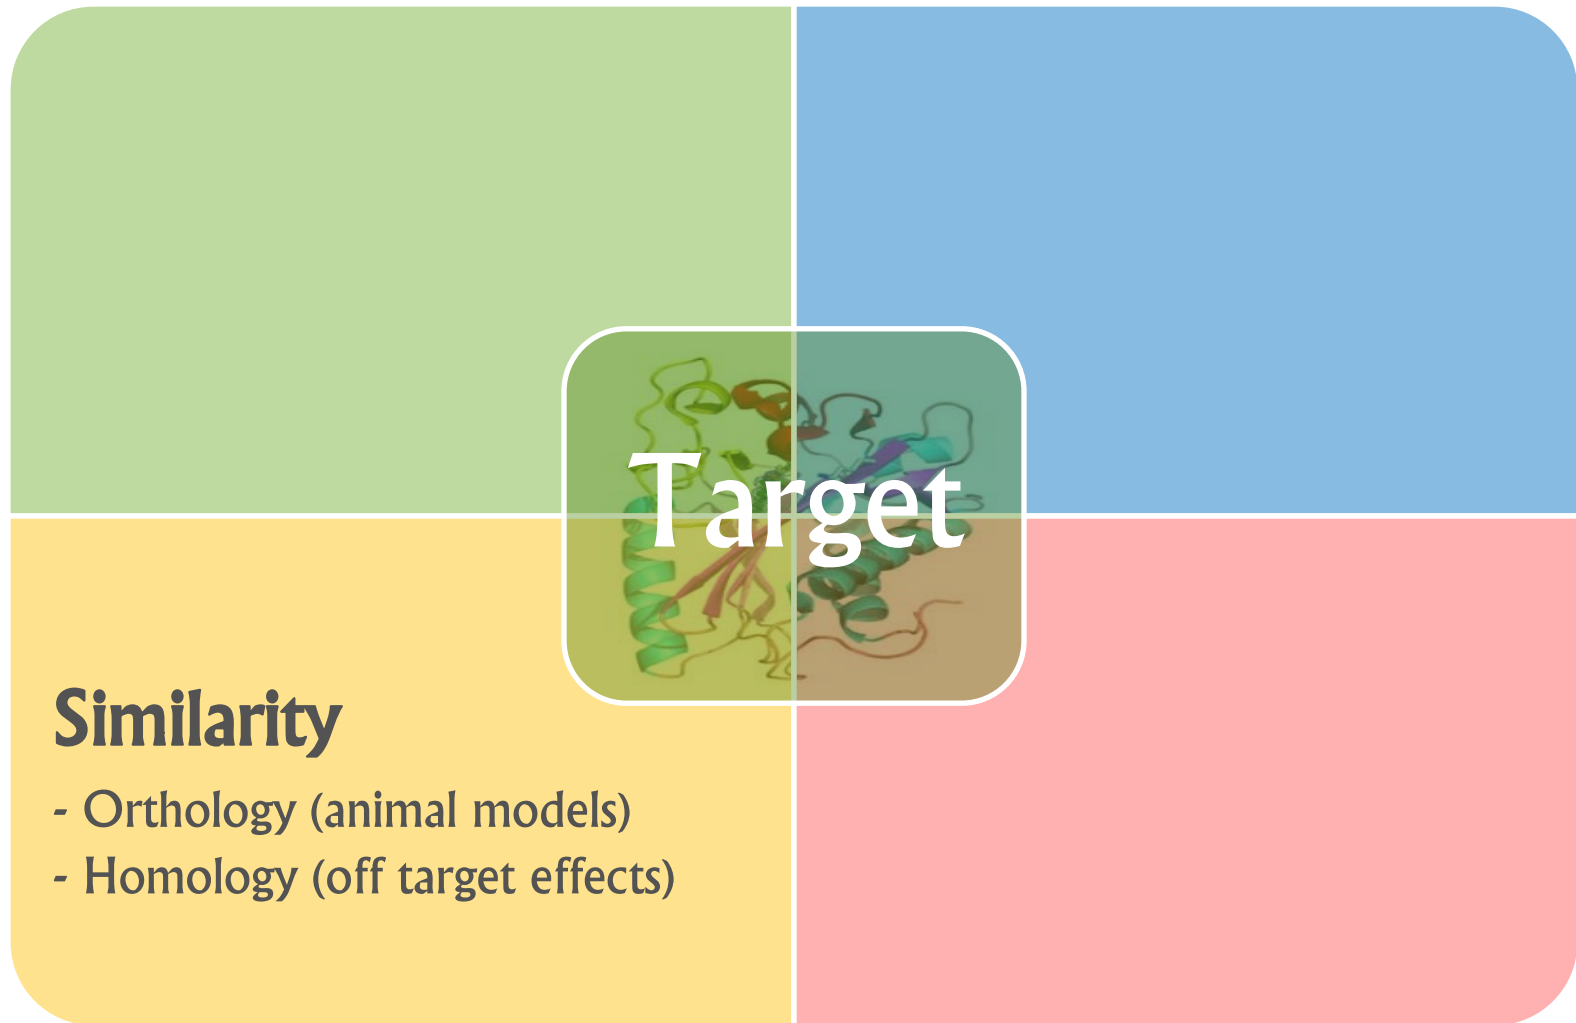 Target
Similarity
- Orthology (animal models)
- Homology (off target effects)